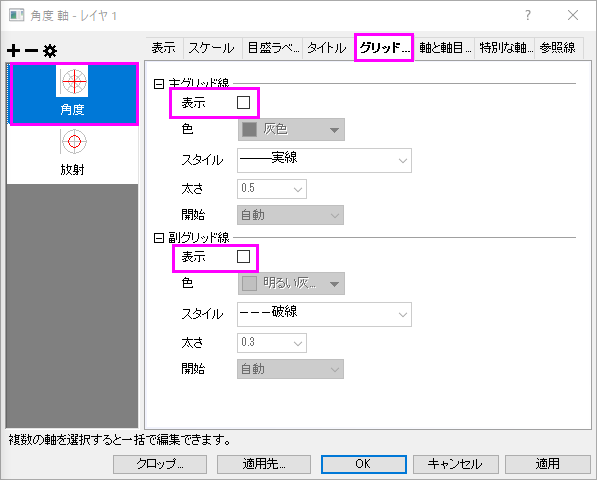 角度 軸 - レイヤ 1
表示 スケール 目盛ラベ... タイトル グリッド... 軸と軸目... 特別な軸... 参照線
角度
放射
主グリッド線
表示
色 灰色
スタイル 実線
太さ 0.5
開始 自動
副グリッド線
表示
色 明るい灰...
スタイル 破線
太さ 0.3
開始 自動
複数の軸を選択すると一括で編集できます。
クロップ... 適用先... OK キャンセル 適用